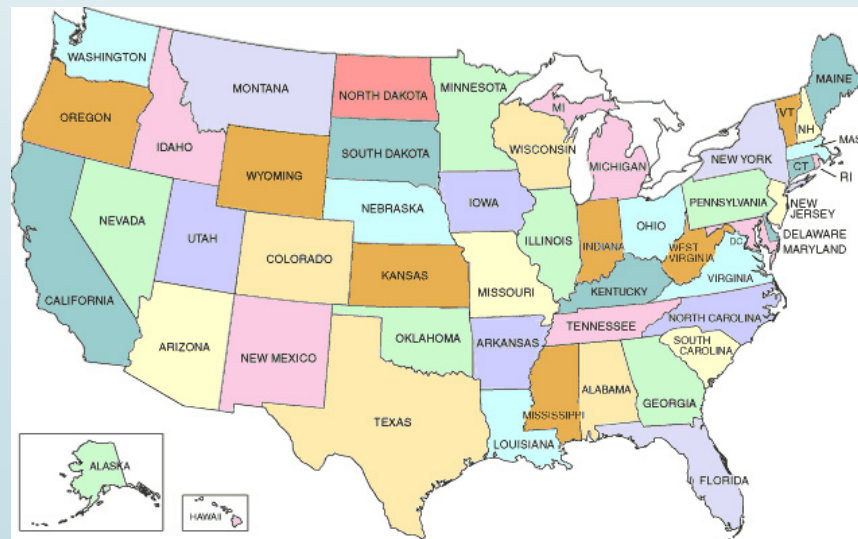 WASHINGTON
OREGON
IDAHO
MONTANA
NORTH DAKOTA
MINNESOTA
WISCONSIN
MI
MICHIGAN
MAINE
VT
NH
MAS
CT
RI
NEW YORK
PENNSYLVANIA
NEW
JERSEY
DELAWARE
MARYLAND
DC
SOUTH DAKOTA
WYOMING
NEBRASKA
IOWA
ILLINOIS
INDIANA
OHIO
WEST
VIRGINIA
VIRGINIA
NEVADA
UTAH
COLORADO
KANSAS
MISSOURI
KENTUCKY
NORTH CAROLINA
TENNESSEE
SOUTH
CAROLINA
CALIFORNIA
ARIZONA
NEW MEXICO
OKLAHOMA
ARKANSAS
TEXAS
LOUISIANA
MISSISSIPPI
ALABAMA
GEORGIA
FLORIDA
ALASKA
HAWAII